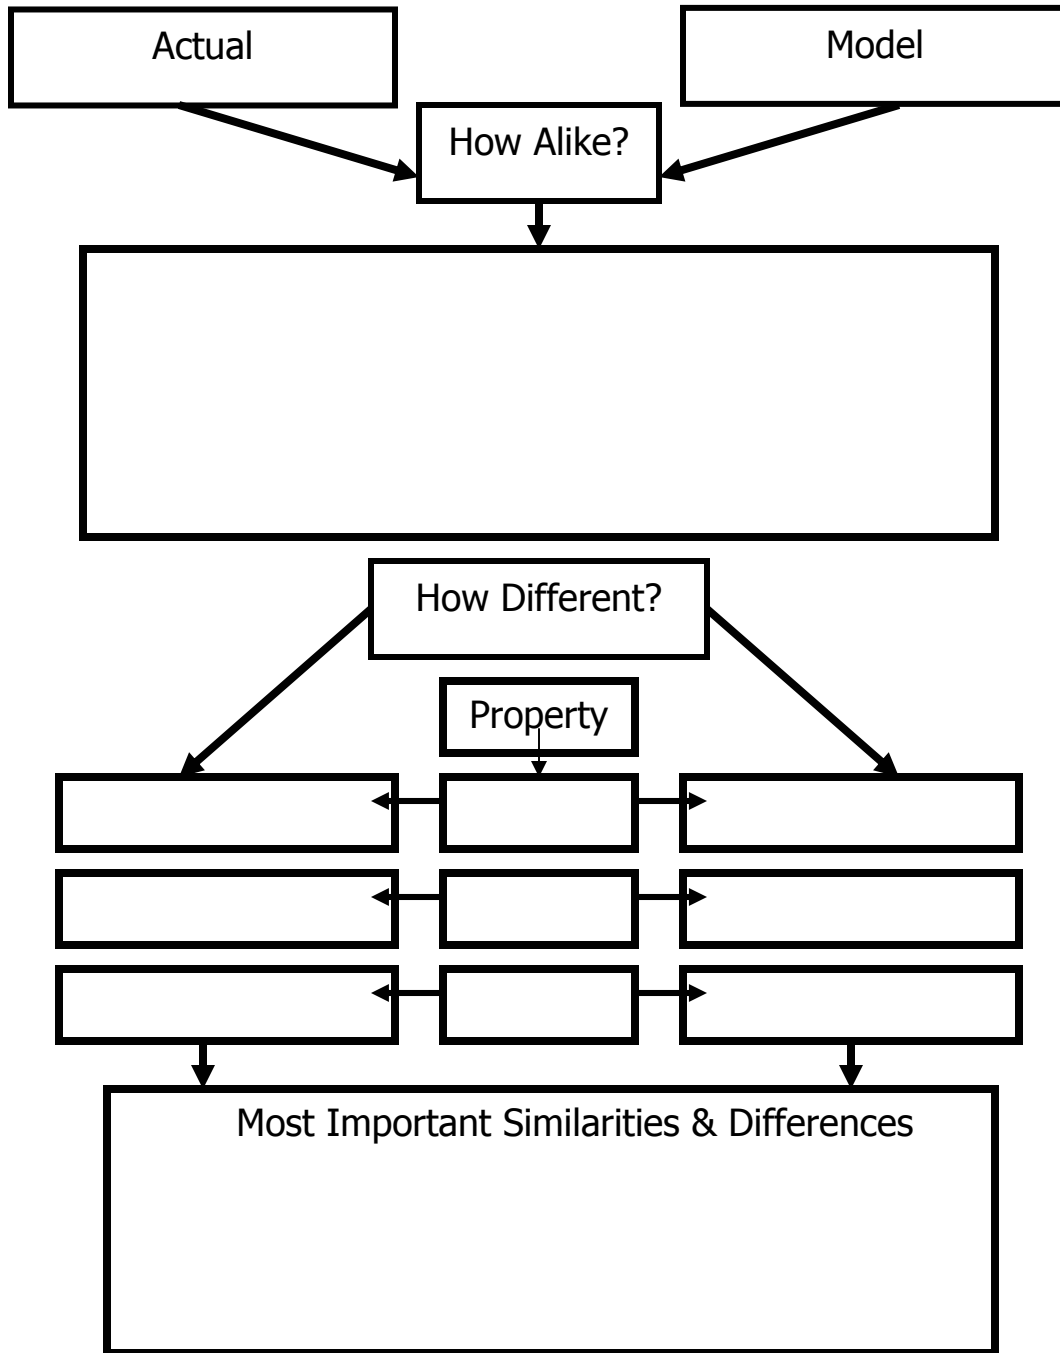 Actual
Model
How Alike?
How Different?
Property
Most Important Similarities & Differences